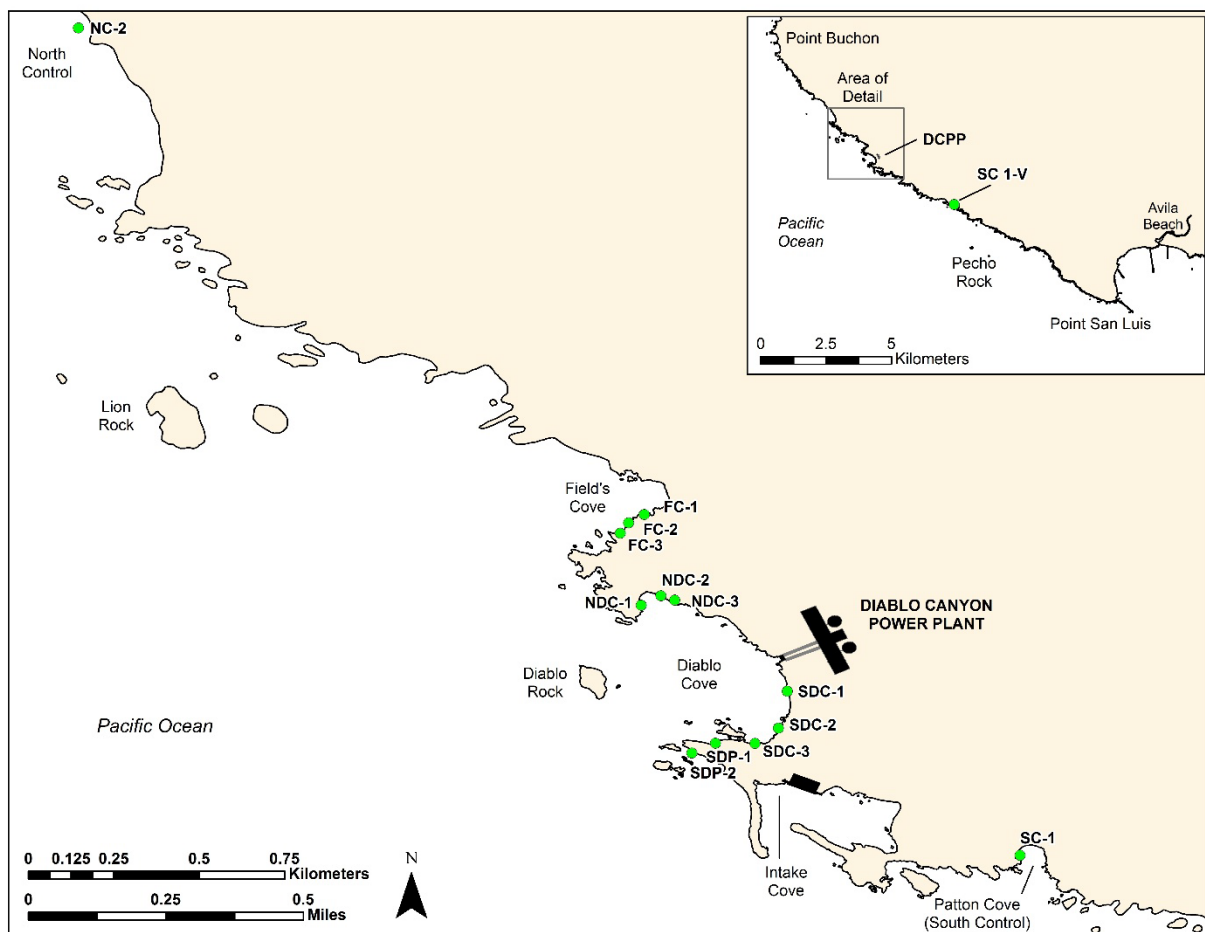 NC-2
North
Control
Point Buchon
Area of
Detail
DCPP
SC 1-V
Pacific
Ocean
Avila
Beach
Pecho
Rock
Point San Luis
0 2.5 5
Kilometers
Lion
Rock
Field's
Cove
FC-1
FC-2
FC-3
NDC-2
NDC-1
NDC-3
DIABLO CANYON
POWER PLANT
Diablo
Rock
Diablo
Cove
SDC-1
Pacific Ocean
SDC-2
SDP-1
SDC-3
SDP-2
SC-1
Intake
Cove
Patton Cove
(South Control)
0 0.125 0.25 0.5 0.75
Kilometers
0 0.25 0.5
Miles
N